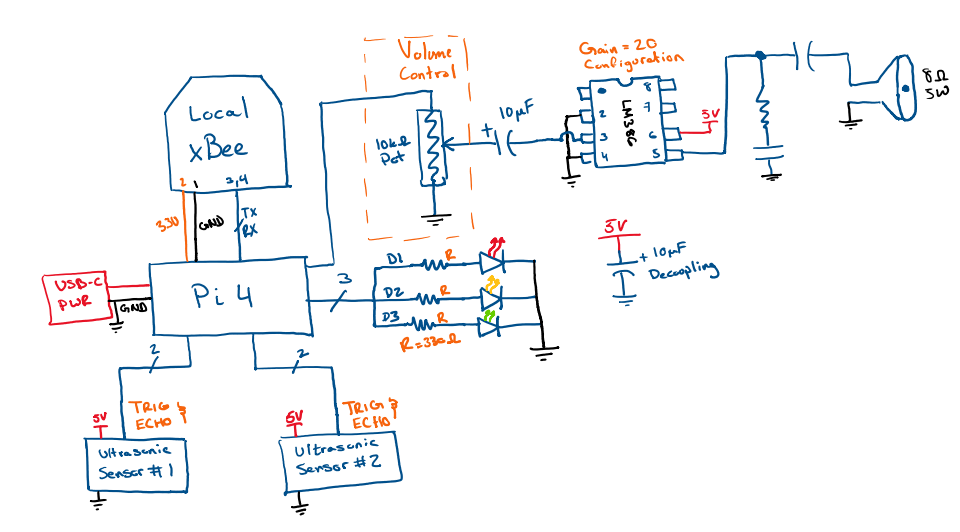 Volume
Control
10kΩ
Pot
10µF
+
Gain = 20
Configuration
LM386
8
2
7
3
6
4
5
5V
8Ω
5W
Local
xBee
2
1
3,4
3.3V
GND
TX
RX
USB-C
PWR
GND
Pi 4
3
D1
R
D2
R
D3
R
R=330Ω
5V
+ 10µF
Decoupling
2
2
5V
TRIG &
ECHO
Ultrasonic
Sensor #1
5V
TRIG &
ECHO
Ultrasonic
Sensor #2